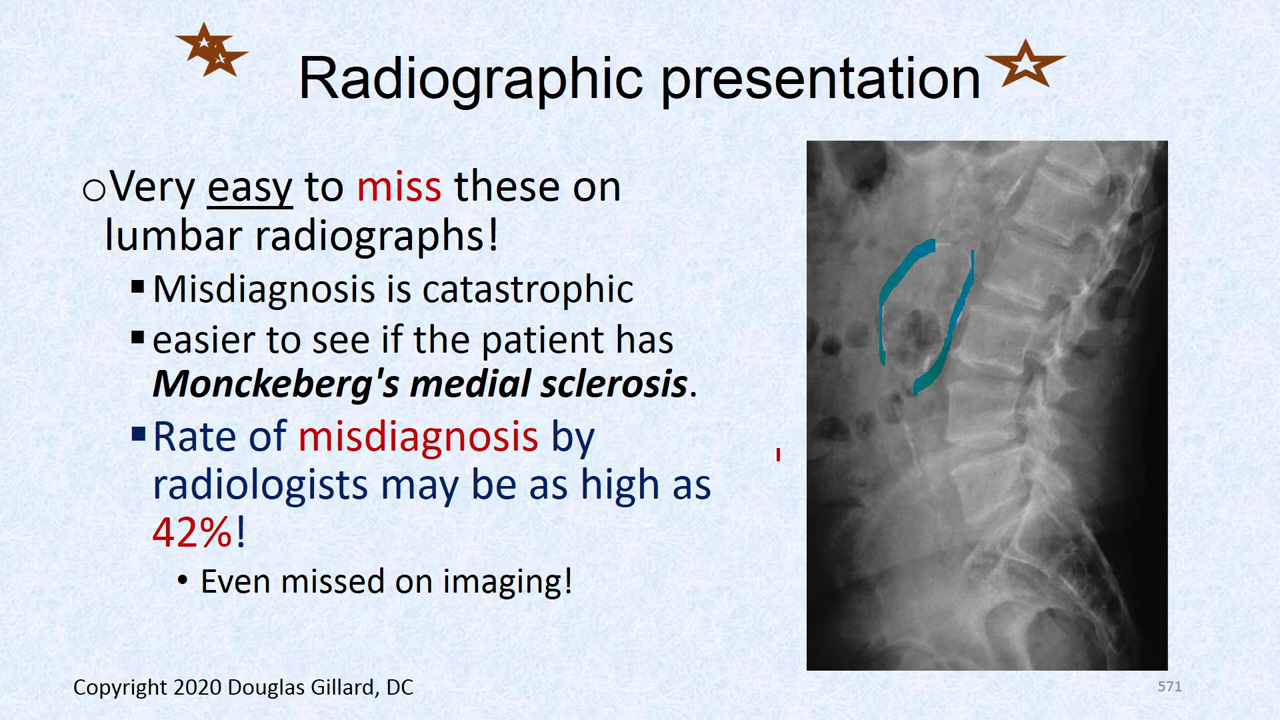 Radiographic presentation
oVery easy to miss these on
lumbar radiographs!
▪Misdiagnosis is catastrophic
▪easier to see if the patient has
Monckeberg's medial sclerosis.
▪Rate of misdiagnosis by
radiologists may be as high as
42%!
• Even missed on imaging!
Copyright 2020 Douglas Gillard, DC
571